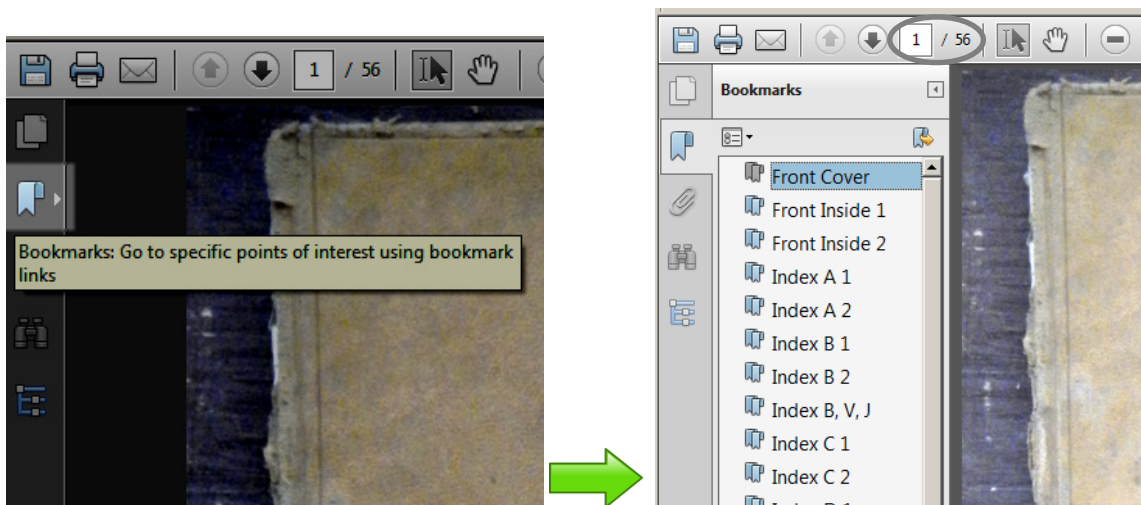 1 / 56
Bookmarks: Go to specific points of interest using bookmark
links
1 / 56
Bookmarks
Front Cover
Front Inside 1
Front Inside 2
Index A 1
Index A 2
Index B 1
Index B 2
Index B, V, J
Index C 1
Index C 2